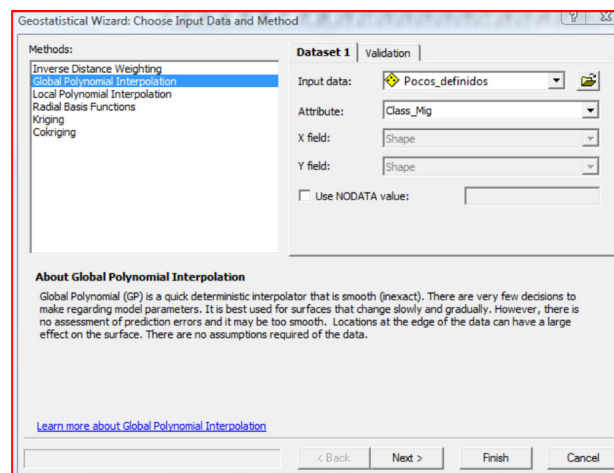 Geostatistical Wizard: Choose Input Data and Method
Methods:
Inverse Distance Weighting
Global Polynomial Interpolation
Local Polynomial Interpolation
Radial Basis Functions
Kriging
Cokriging
Dataset 1 Validation
Input data: Pocos_definidos
Attribute: Class_Mig
X field: Shape
Y field: Shape
Use NODATA value:
About Global Polynomial Interpolation
Global Polynomial (GP) is a quick deterministic interpolator that is smooth (inexact). There are very few decisions to
make regarding model parameters. It is best used for surfaces that change slowly and gradually. However, there is
no assessment of prediction errors and it may be too smooth. Locations at the edge of the data can have a large
effect on the surface. There are no assumptions required of the data.
Learn more about Global Polynomial Interpolation
< Back Next > Finish Cancel